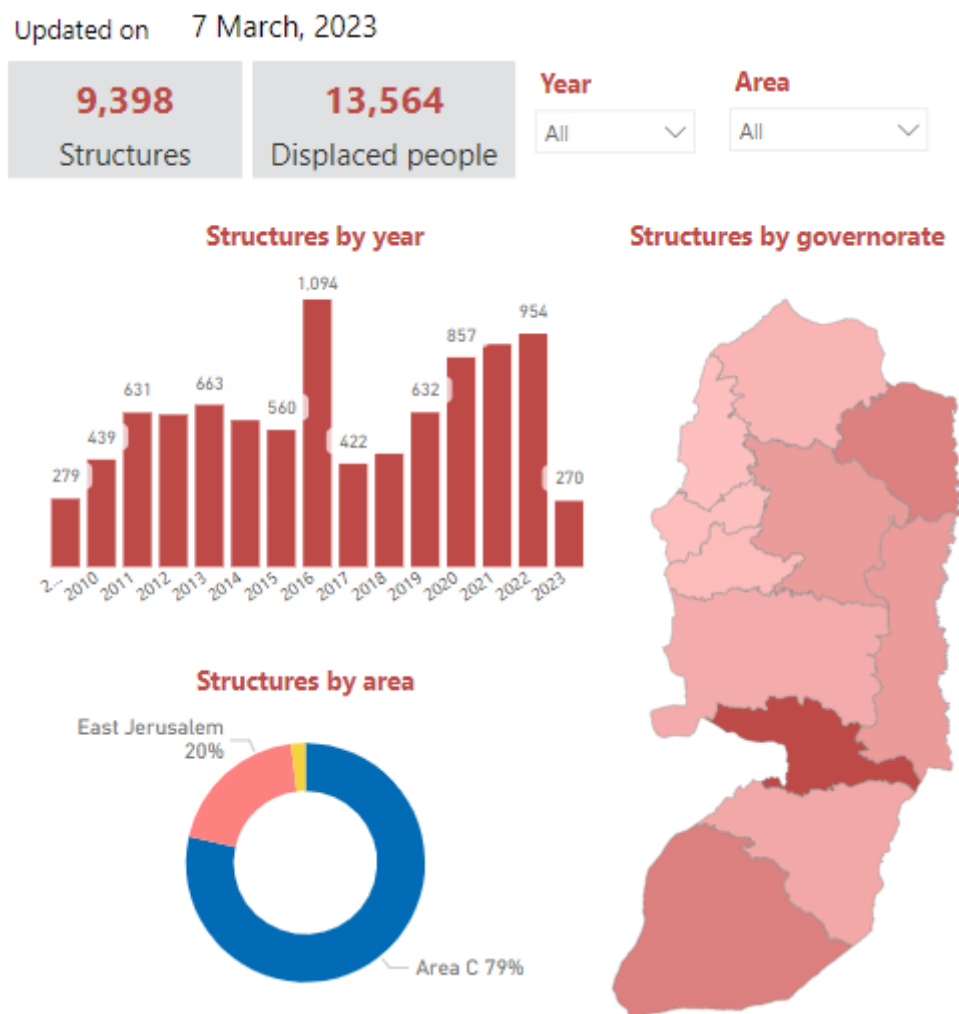 Updated on 7 March, 2023
9,398
Structures
13,564
Displaced people
Year
All
Area
All
Structures by year
279
439
631
663
560
1,094
422
632
857
954
270
2...
2010
2011
2012
2013
2014
2015
2016
2017
2018
2019
2020
2021
2022
2023
Structures by governorate
Structures by area
East Jerusalem
20%
Area C 79%